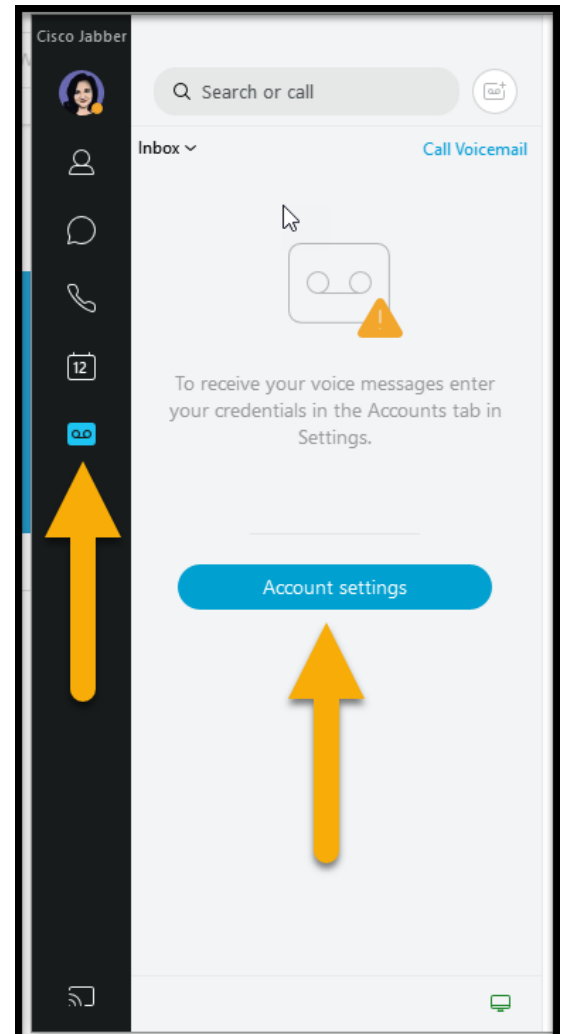 Cisco Jabber
Search or call
Inbox
Call Voicemail
12
To receive your voice messages enter
your credentials in the Accounts tab in
Settings.
Account settings